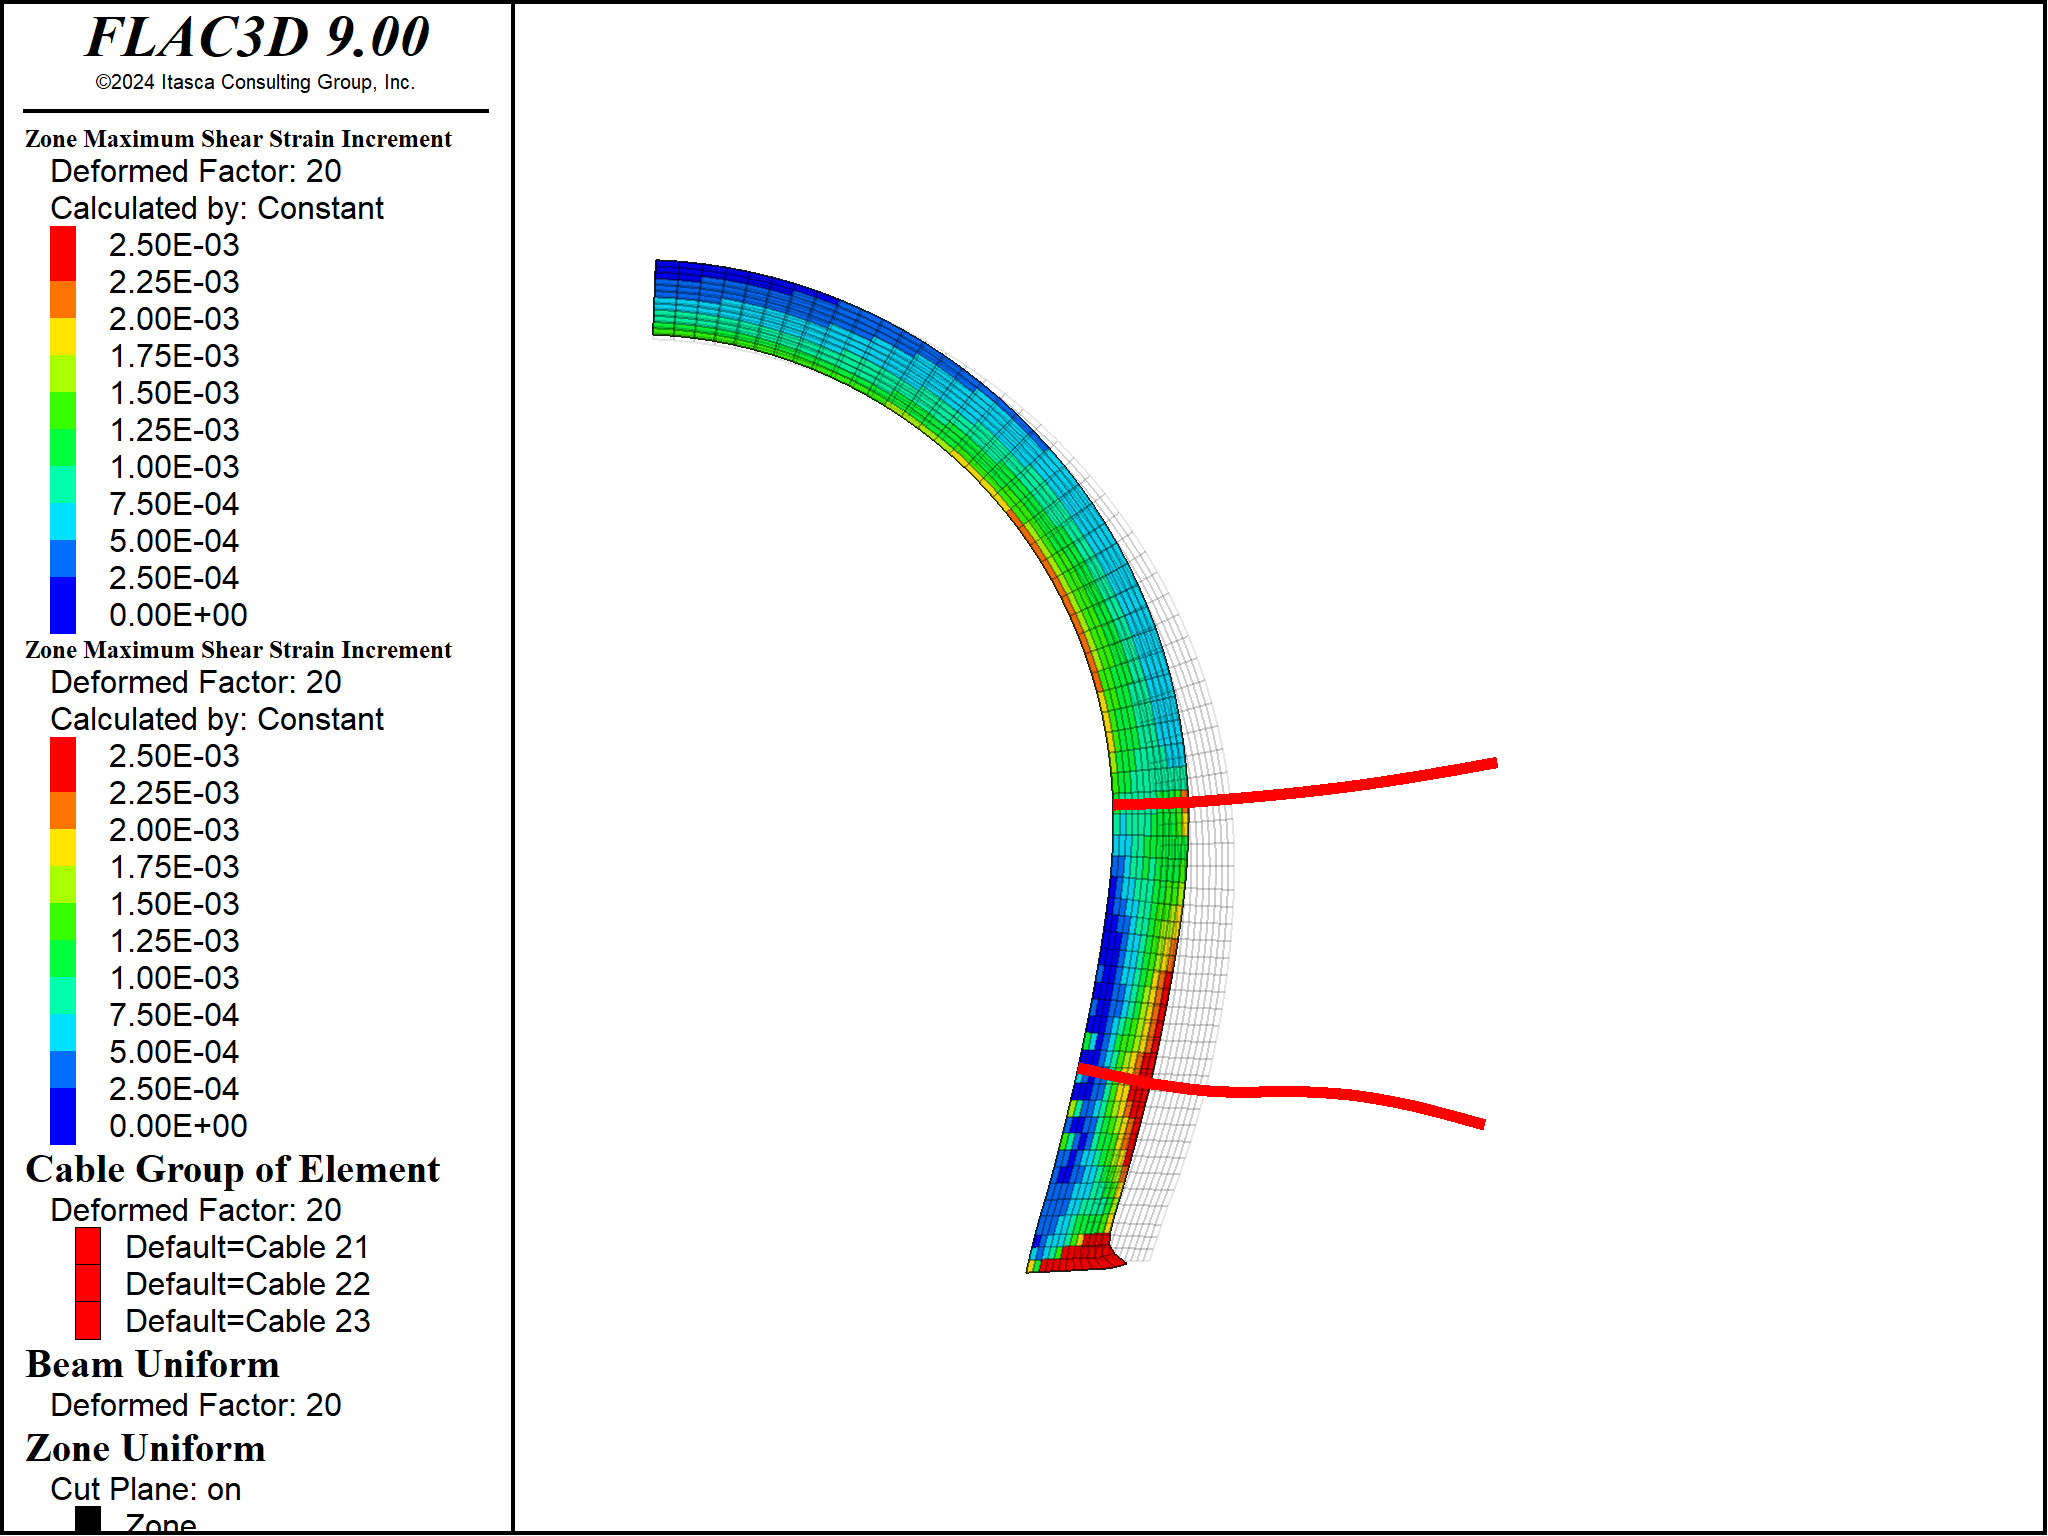 FLAC3D 9.00
©2024 Itasca Consulting Group, Inc.
Zone Maximum Shear Strain Increment
Deformed Factor: 20
Calculated by: Constant
2.50E-03
2.25E-03
2.00E-03
1.75E-03
1.50E-03
1.25E-03
1.00E-03
7.50E-04
5.00E-04
2.50E-04
0.00E+00
Zone Maximum Shear Strain Increment
Deformed Factor: 20
Calculated by: Constant
2.50E-03
2.25E-03
2.00E-03
1.75E-03
1.50E-03
1.25E-03
1.00E-03
7.50E-04
5.00E-04
2.50E-04
0.00E+00
Cable Group of Element
Deformed Factor: 20
Default=Cable 21
Default=Cable 22
Default=Cable 23
Beam Uniform
Deformed Factor: 20
Zone Uniform
Cut Plane: on
Zone